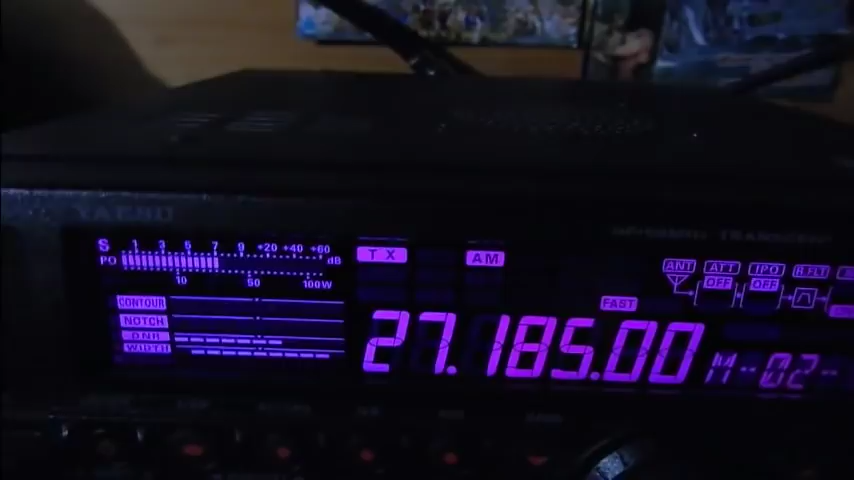 YAESU
S 1 3 5 7 9 +20 +40 +60 dB
PO 10 50 100W
TX AM
ANT ATT IPO R.FLT
OFF OFF
CONTOUR
NOTCH
DNR
WIDTH
FAST
27.185.00 M-02-